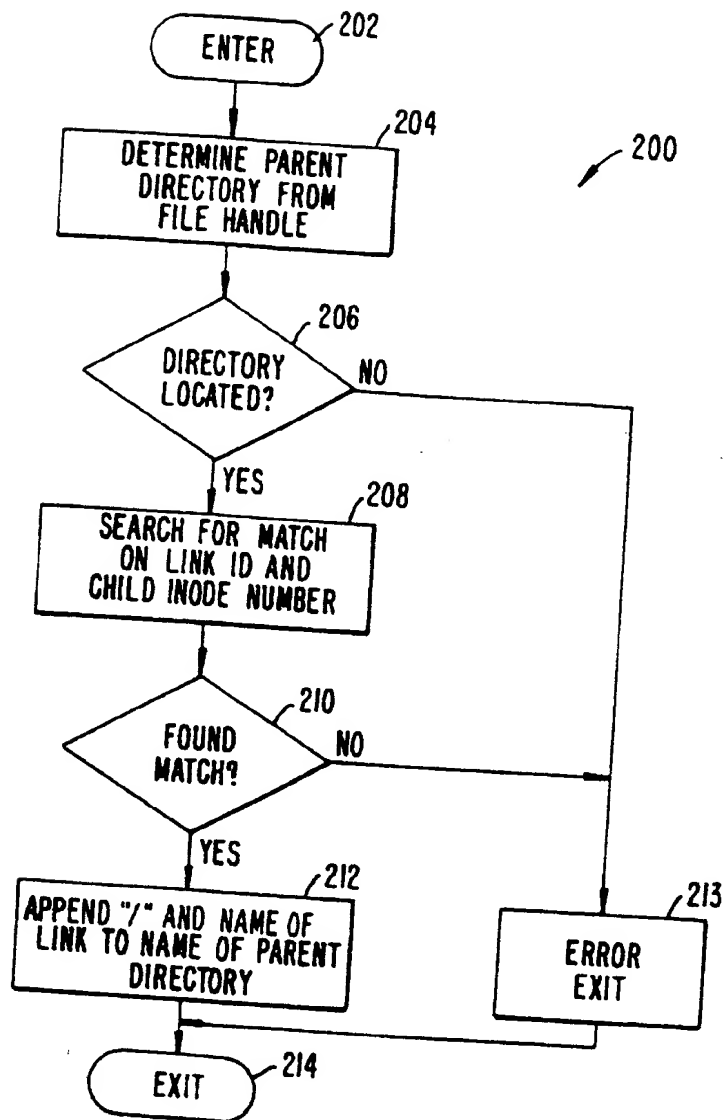 ENTER
202
204
DETERMINE PARENT
DIRECTORY FROM
FILE HANDLE
200
206
DIRECTORY
LOCATED?
NO
YES
208
SEARCH FOR MATCH
ON LINK ID AND
CHILD INODE NUMBER
210
FOUND
MATCH?
NO
YES
212
APPEND "/" AND NAME OF
LINK TO NAME OF PARENT
DIRECTORY
213
ERROR
EXIT
EXIT
214